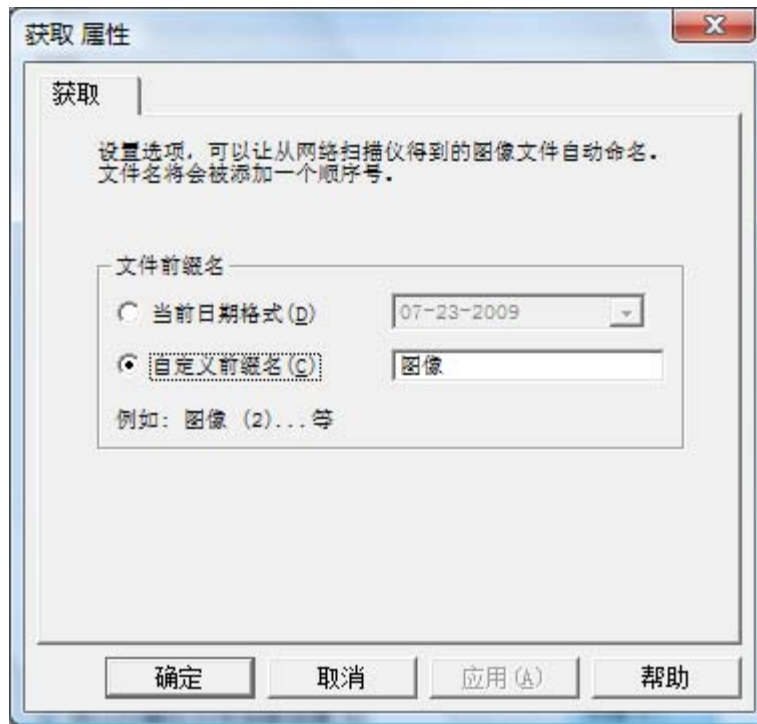 获取 属性
获取
设置选项，可以让从网络扫描仪得到的图像文件自动命名．
文件名将会被添加一个顺序号．
文件前缀名
当前日期格式(D) 07-23-2009
自定义前缀名(C) 图像
例如: 图像 (2)...等
确定 取消 应用(A) 帮助